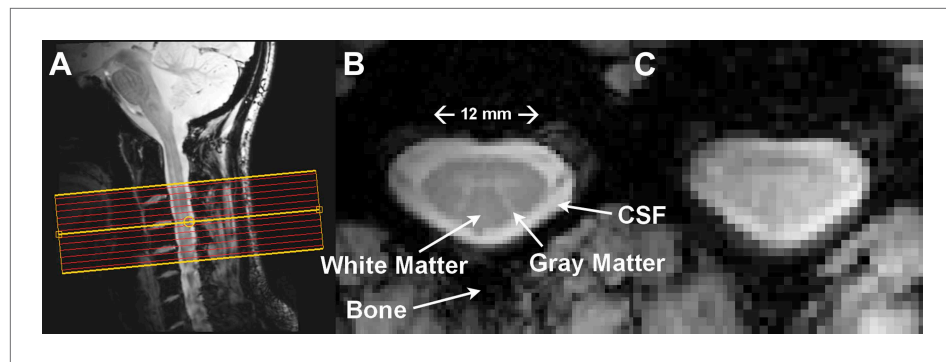 A
B
C
← 12 mm →
CSF
White Matter
Gray Matter
Bone